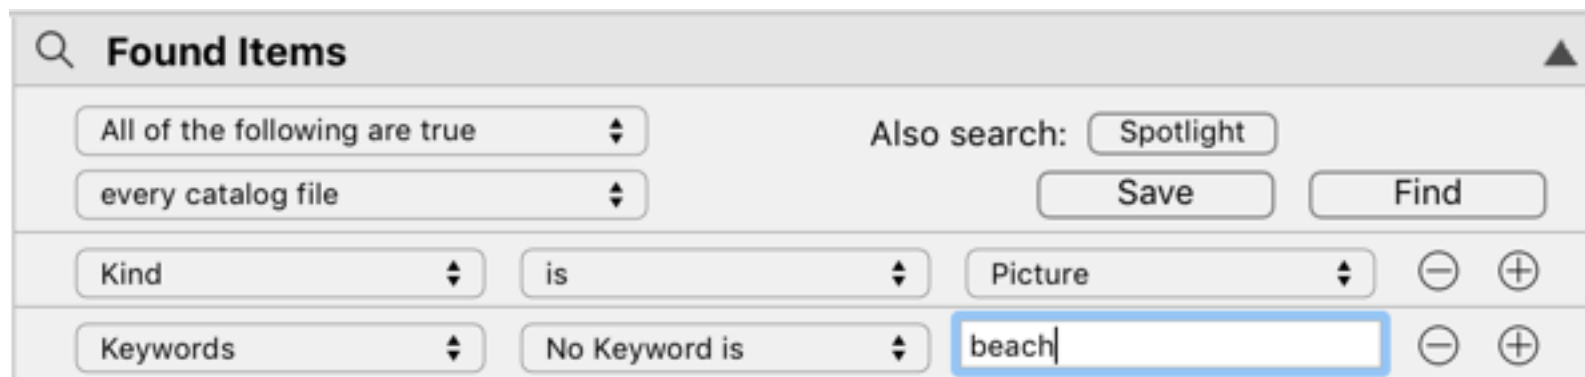 Found Items
All of the following are true Also search: Spotlight
every catalog file Save Find
Kind is Picture
Keywords No Keyword is beach